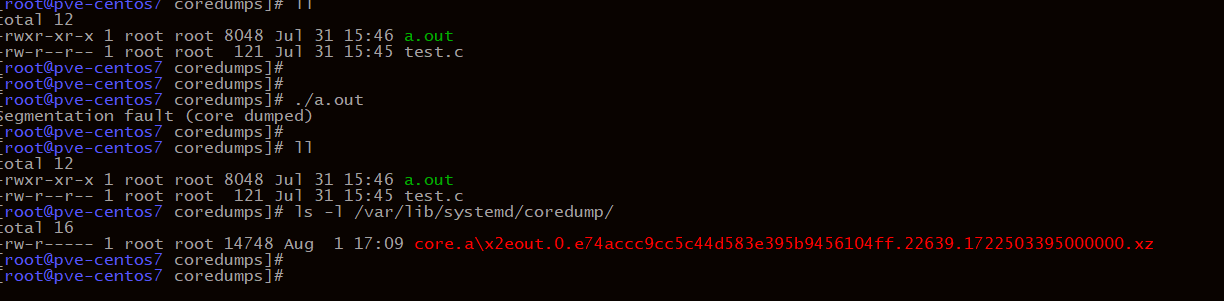 [root@pve-centos7 coredumps]# ll
total 12
-rwxr-xr-x 1 root root 8048 Jul 31 15:46 a.out
-rw-r--r-- 1 root root  121 Jul 31 15:45 test.c
[root@pve-centos7 coredumps]#
[root@pve-centos7 coredumps]#
[root@pve-centos7 coredumps]# ./a.out
Segmentation fault (core dumped)
[root@pve-centos7 coredumps]#
[root@pve-centos7 coredumps]# ll
total 12
-rwxr-xr-x 1 root root 8048 Jul 31 15:46 a.out
-rw-r--r-- 1 root root  121 Jul 31 15:45 test.c
[root@pve-centos7 coredumps]# ls -l /var/lib/systemd/coredump/
total 16
-rw-r----- 1 root root 14748 Aug  1 17:09 core.a\x2eout.0.e74accc9cc5c44d583e395b9456104ff.22639.1722503395000000.xz
[root@pve-centos7 coredumps]#
[root@pve-centos7 coredumps]#